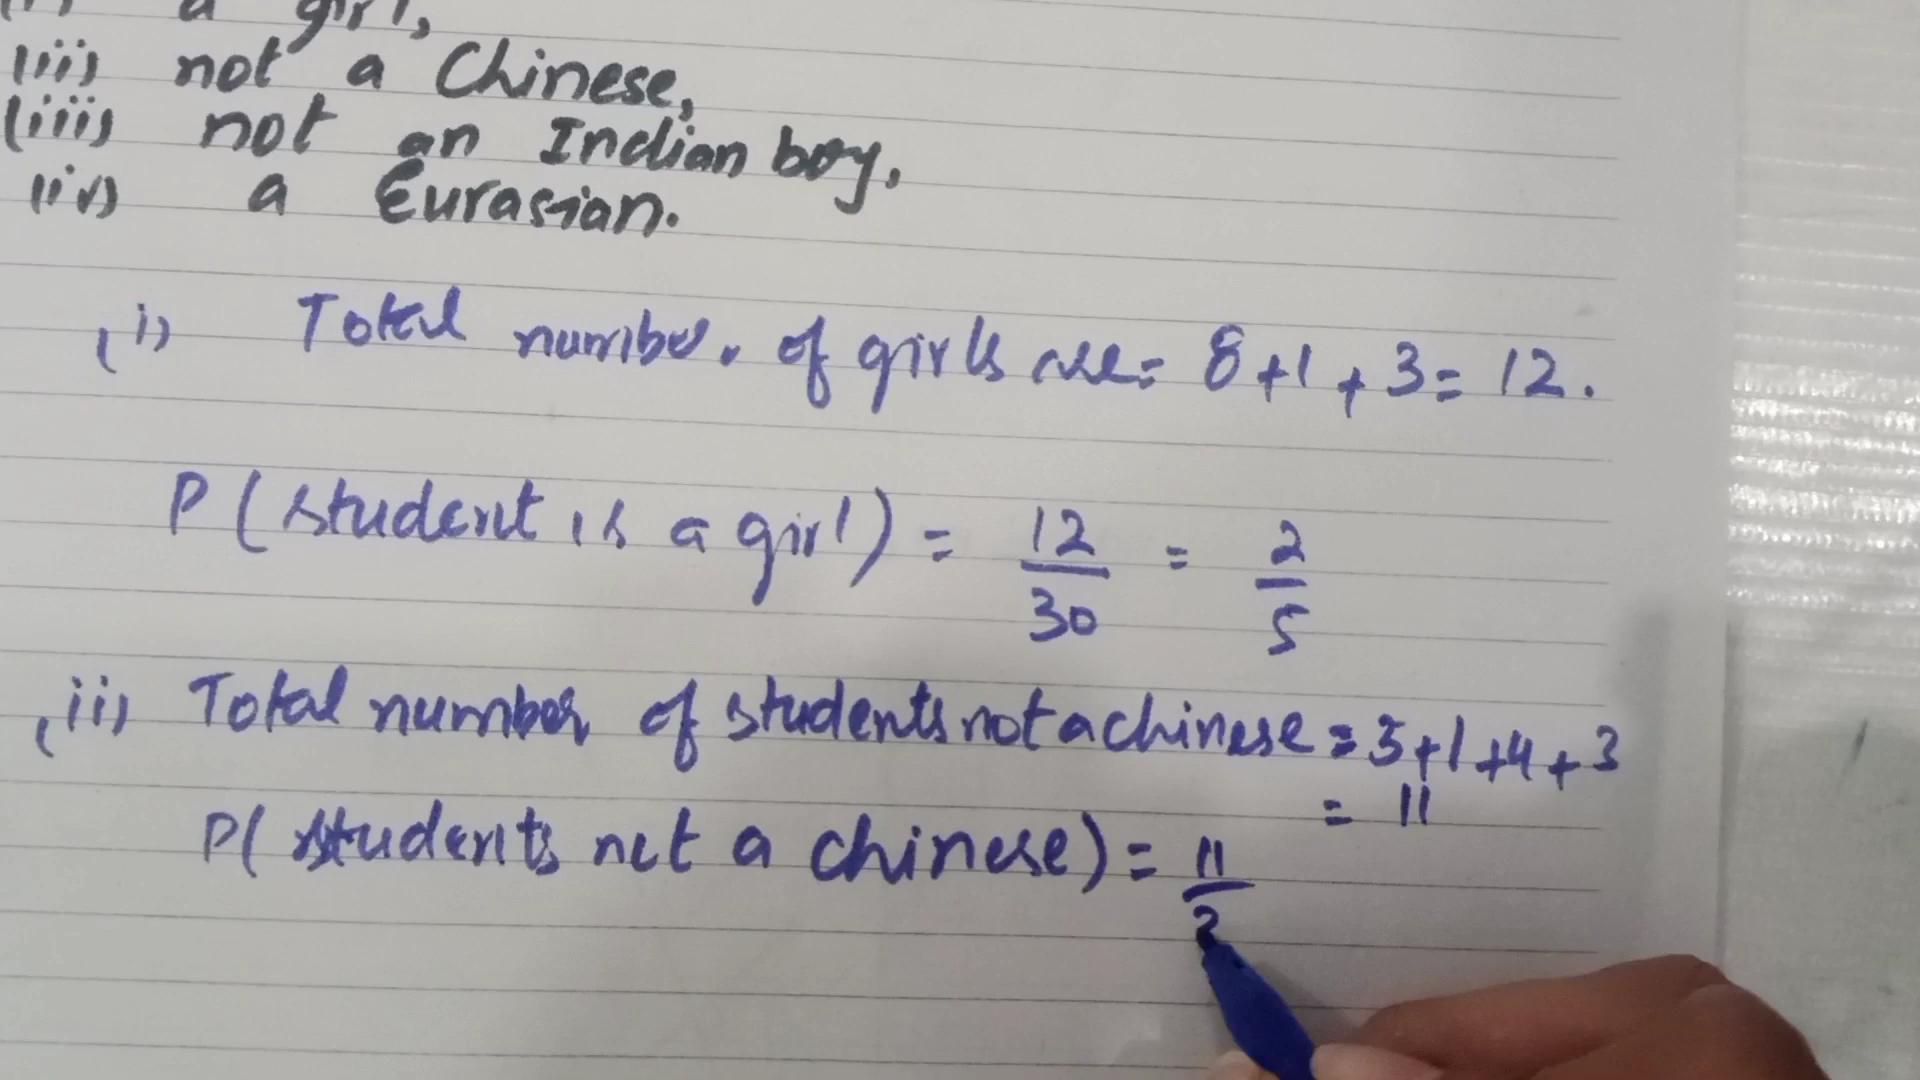 a girl,
(ii) not a Chinese,
(iii) not an Indian boy.
(iv) a Eurasian.
(i) Total number of girls are = 8+1+3= 12.
P(student is a girl) = 12/30 = 2/5
(ii) Total number of students not a chinese = 3+1+4+3
= 11
P(students not a chinese) = 11/3